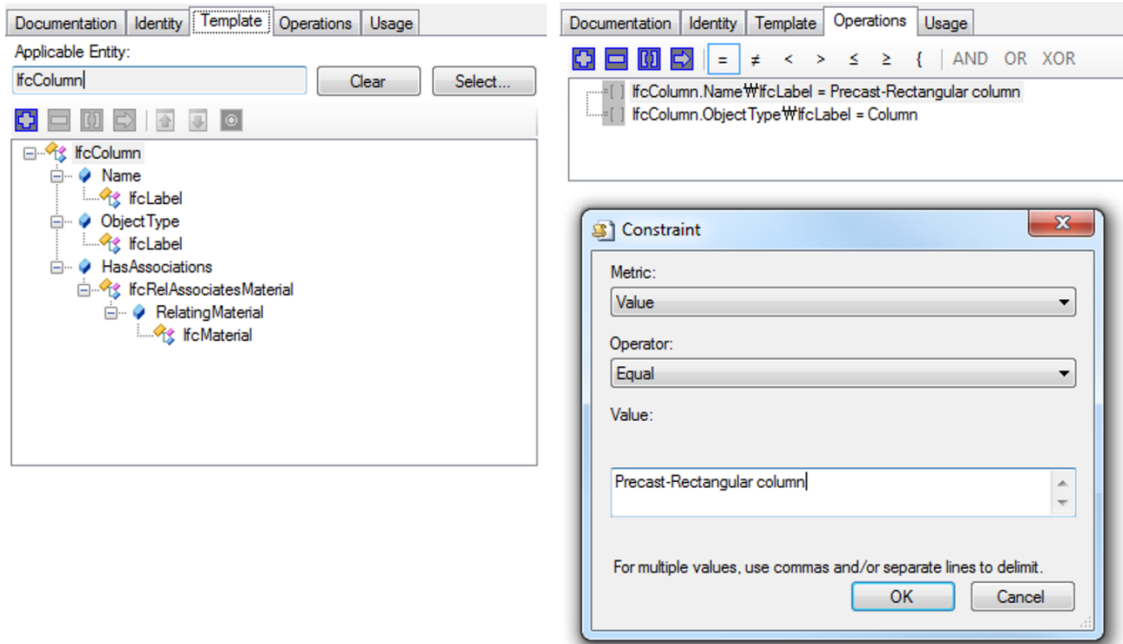 Documentation Identity Template Operations Usage
Applicable Entity:
IfcColumn Clear Select...
IfcColumn
Name
IfcLabel
ObjectType
IfcLabel
HasAssociations
IfcRelAssociatesMaterial
RelatingMaterial
IfcMaterial
Documentation Identity Template Operations Usage
= ≠ < > ≤ ≥ { AND OR XOR
IfcColumn.Name₩IfcLabel = Precast-Rectangular column
IfcColumn.ObjectType₩IfcLabel = Column
Constraint
Metric:
Value
Operator:
Equal
Value:
Precast-Rectangular column
For multiple values, use commas and/or separate lines to delimit.
OK Cancel